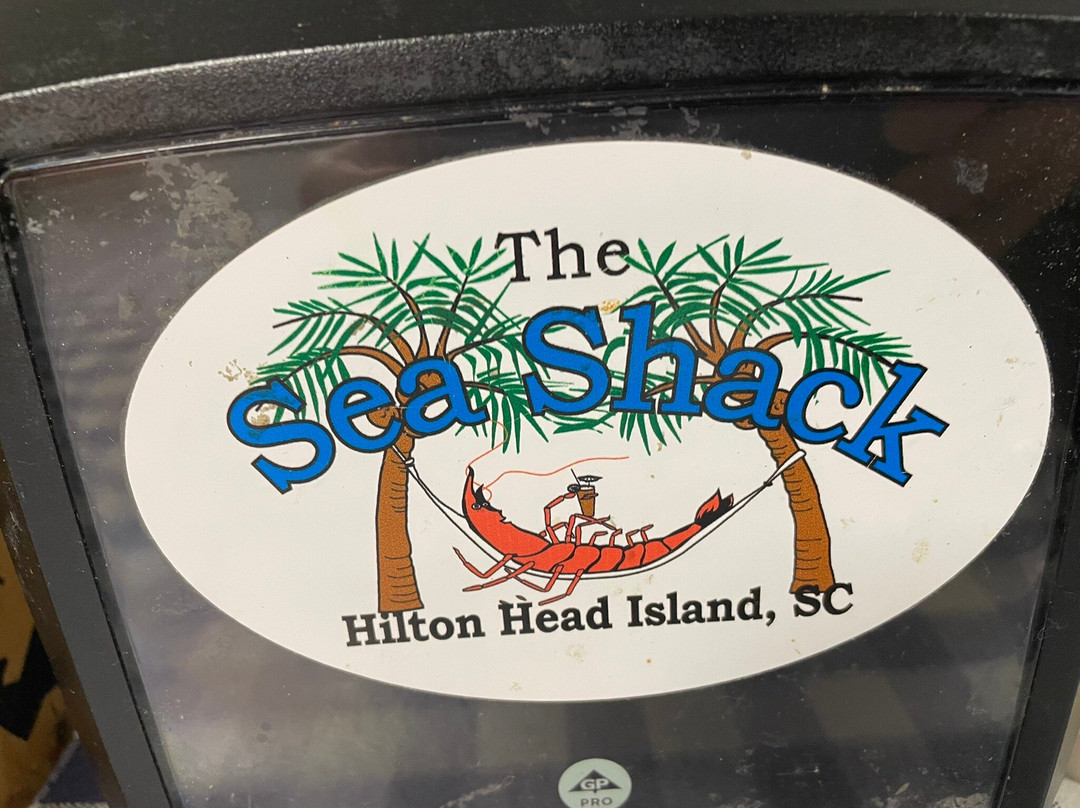 The
Sea Shack
Hilton Head Island, SC
GP
PRO